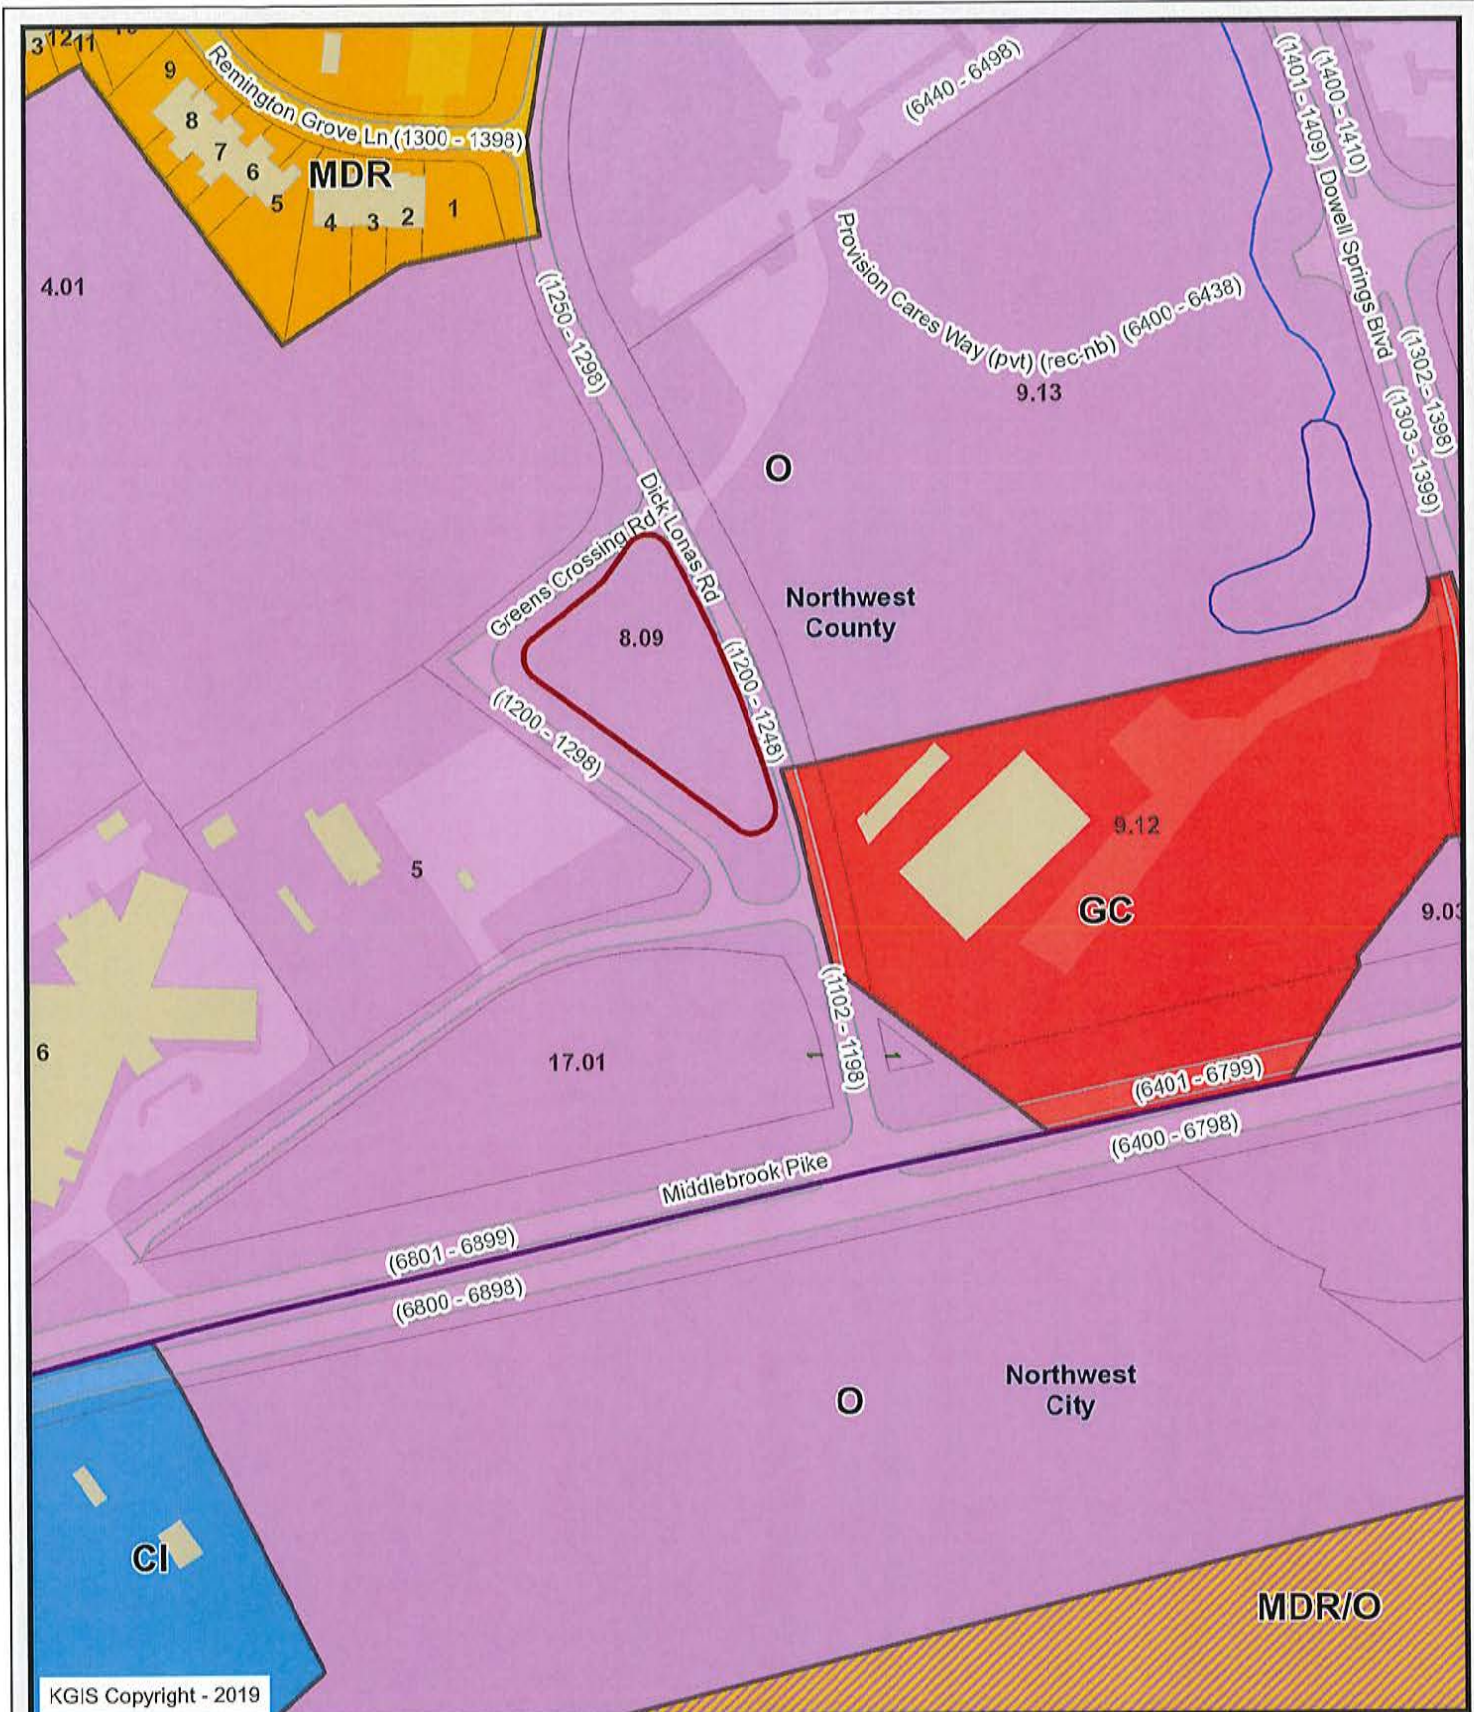 3
12
11
9
8
7
6
5
4
3
2
1
Remington Grove Ln (1300 - 1398)
MDR
4.01
(6440 - 6498)
(1401 - 1409)
(1400 - 1410)
Dowell Springs Blvd
(1302 - 1398)
(1303 - 1399)
Provision Cares Way (pvt) (rec-nb) (6400 - 6438)
9.13
(1250 - 1298)
O
Dick Lonas Rd
Greens Crossing Rd
8.09
Northwest
County
(1200 - 1248)
(1200 - 1298)
5
9.12
GC
9.03
6
17.01
(1102 - 1198)
1
1
(6401 - 6799)
(6400 - 6798)
Middlebrook Pike
(6801 - 6899)
(6800 - 6898)
Northwest
City
O
CI
MDR/O
KGIS Copyright - 2019